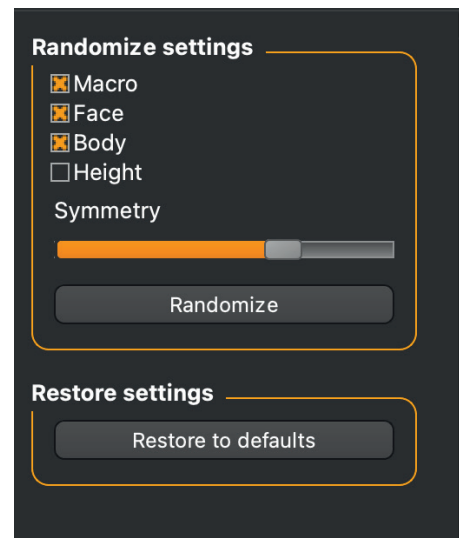 Randomize settings
Macro
Face
Body
Height
Symmetry
Randomize
Restore settings
Restore to defaults